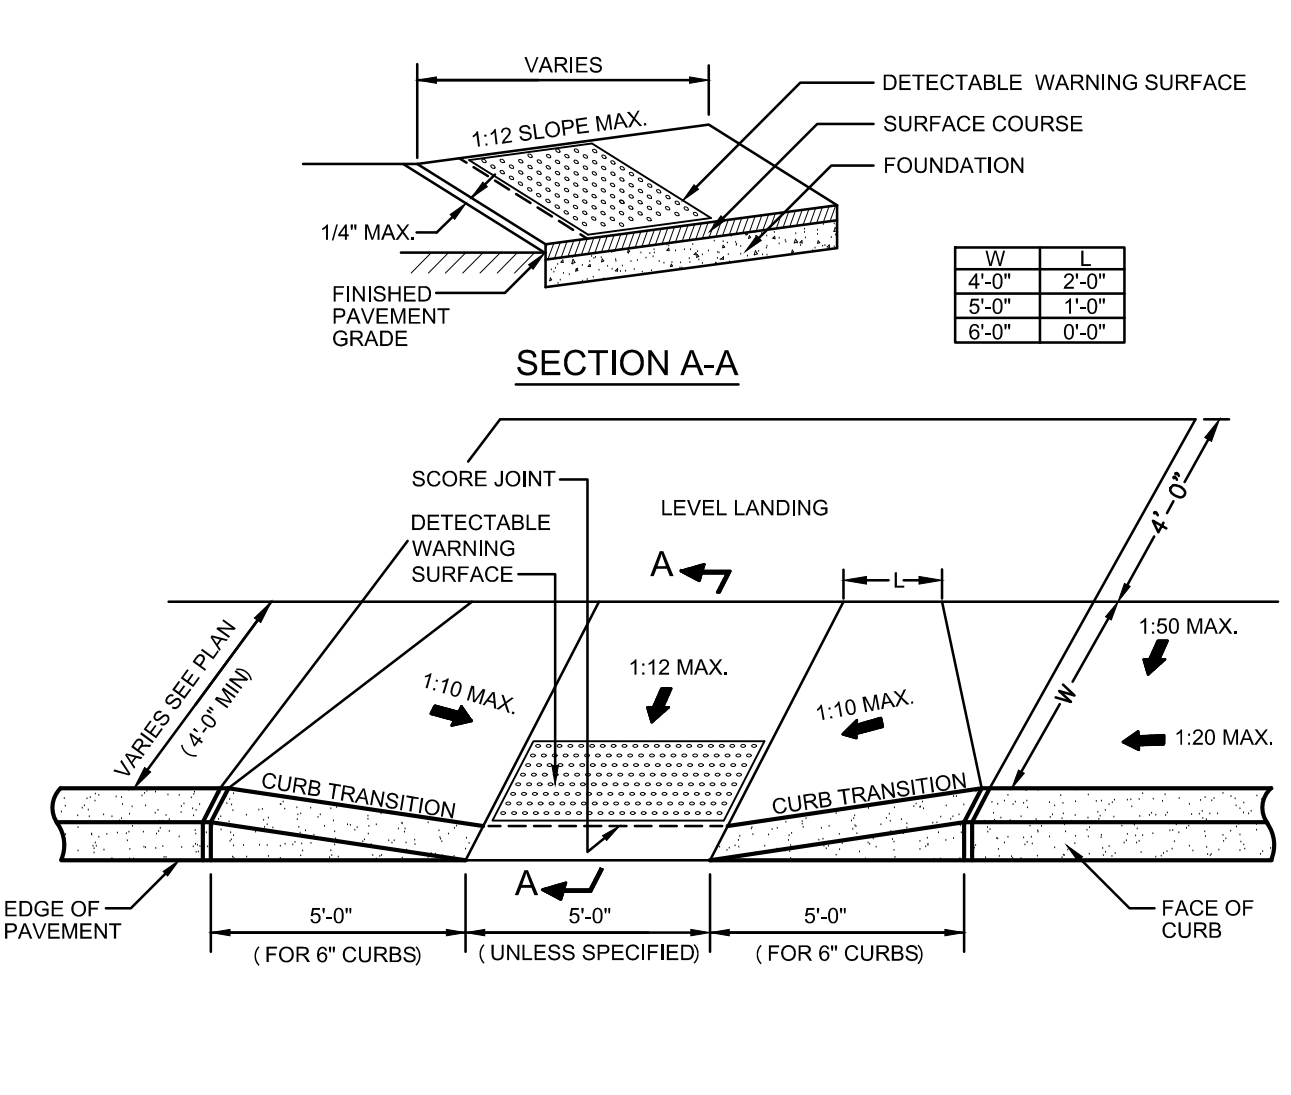 VARIES
DETECTABLE WARNING SURFACE
1:12 SLOPE MAX.
SURFACE COURSE
FOUNDATION
1/4" MAX.
FINISHED
PAVEMENT
GRADE
W L
4'-0" 2'-0"
5'-0" 1'-0"
6'-0" 0'-0"
SECTION A-A
SCORE JOINT
LEVEL LANDING
4'-0"
DETECTABLE
WARNING
SURFACE
A
L
VARIES SEE PLAN
(4'-0" MIN)
1:10 MAX.
1:12 MAX.
1:10 MAX.
W
1:50 MAX.
1:20 MAX.
CURB TRANSITION
CURB TRANSITION
A
EDGE OF
PAVEMENT
FACE OF
CURB
5'-0"
(FOR 6" CURBS)
5'-0"
(UNLESS SPECIFIED)
5'-0"
(FOR 6" CURBS)